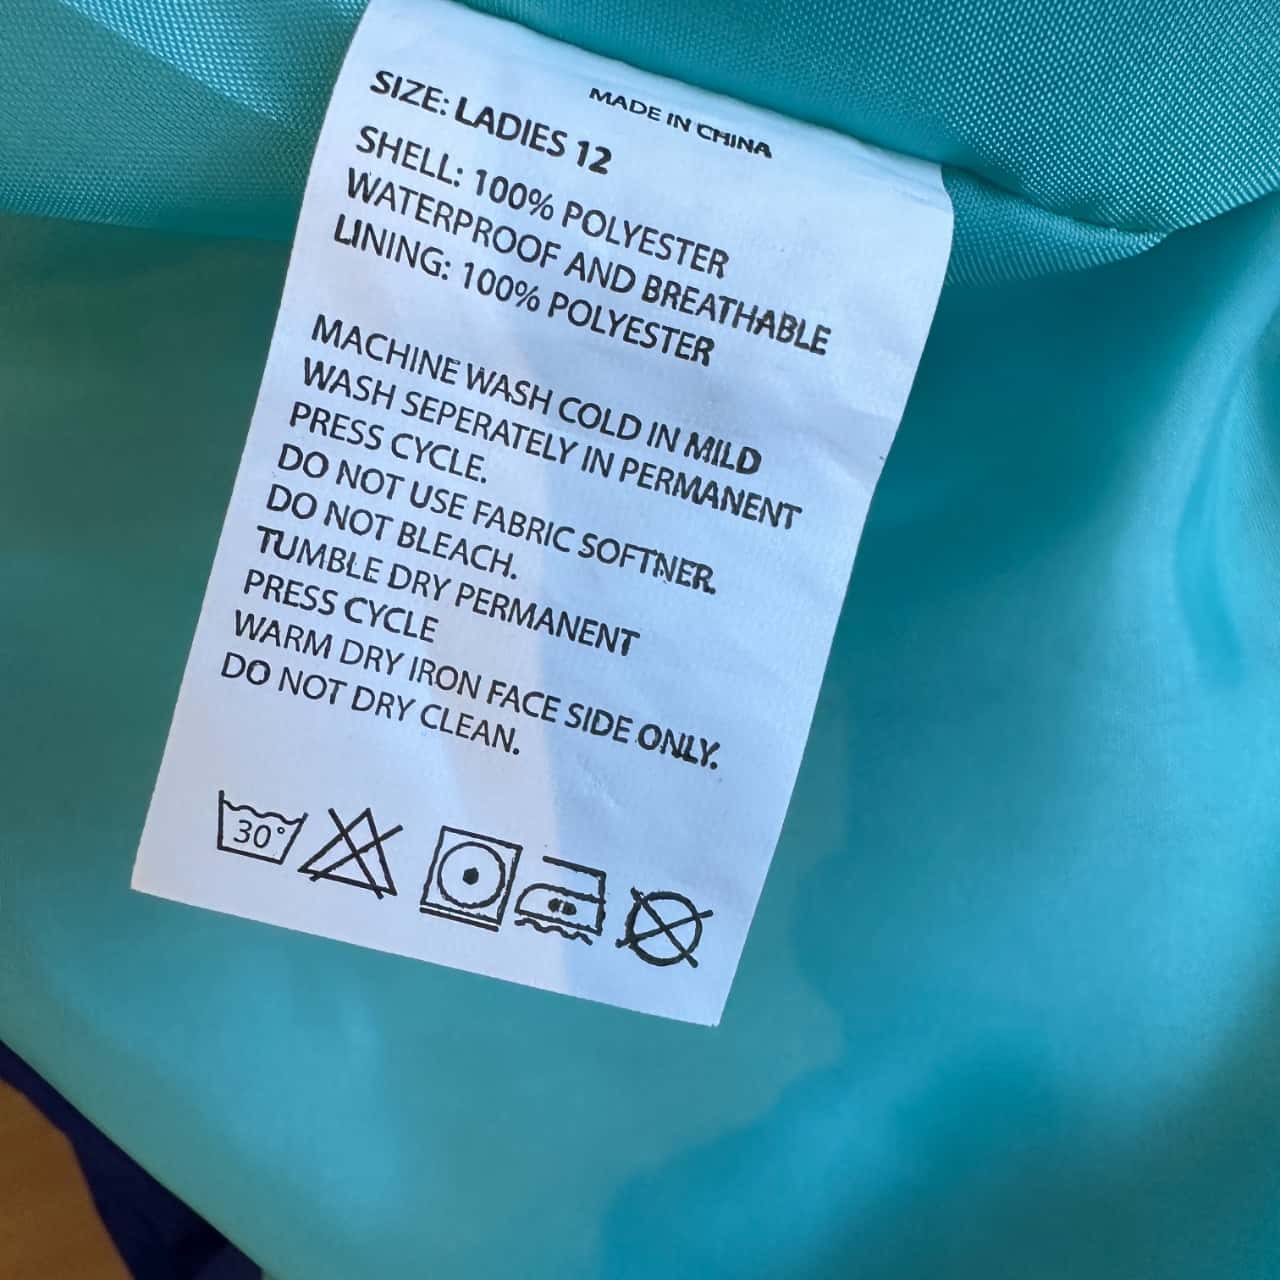 MADE IN CHINA
SIZE: LADIES 12
SHELL: 100% POLYESTER
WATERPROOF AND BREATHABLE
LINING: 100% POLYESTER
MACHINE WASH COLD IN MILD
WASH SEPERATELY IN PERMANENT
PRESS CYCLE.
DO NOT USE FABRIC SOFTNER.
DO NOT BLEACH.
TUMBLE DRY PERMANENT
PRESS CYCLE
WARM DRY IRON FACE SIDE ONLY.
DO NOT DRY CLEAN.
30°